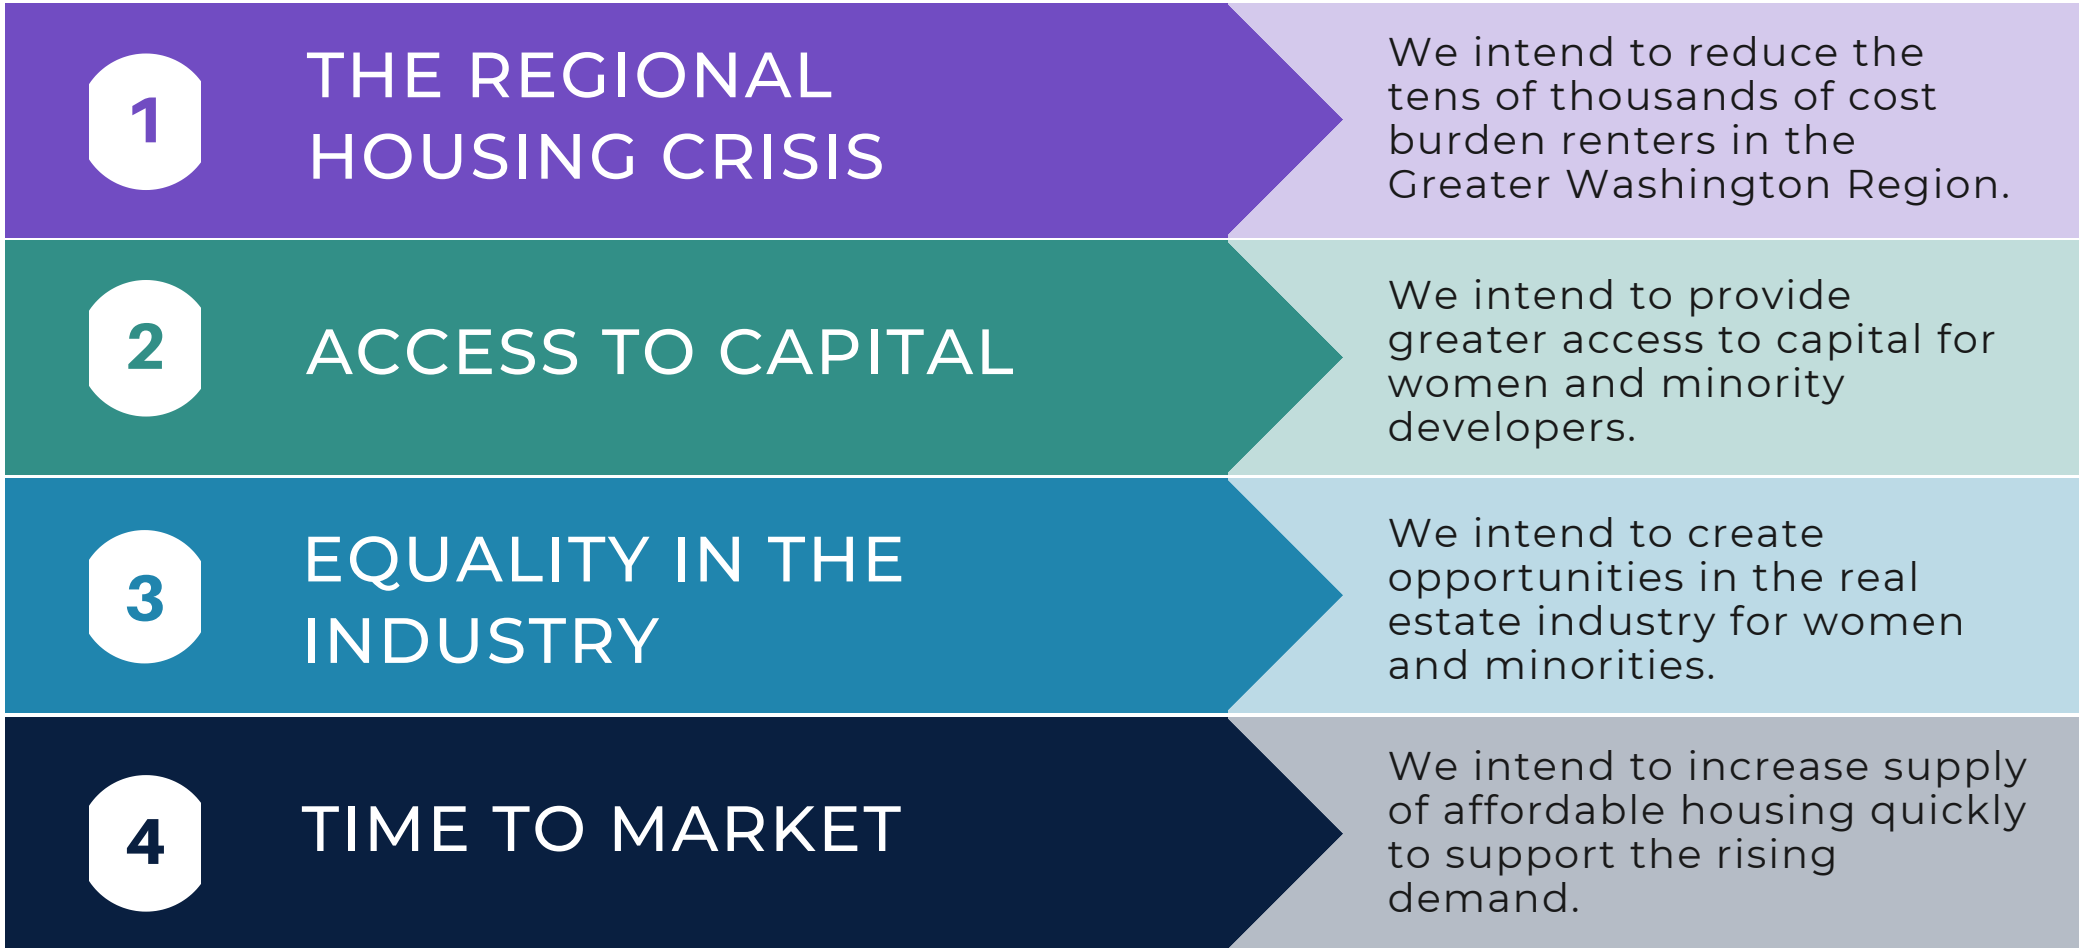 1
THE REGIONAL
HOUSING CRISIS
We intend to reduce the
tens of thousands of cost
burden renters in the
Greater Washington Region.
2
ACCESS TO CAPITAL
We intend to provide
greater access to capital for
women and minority
developers.
3
EQUALITY IN THE
INDUSTRY
We intend to create
opportunities in the real
estate industry for women
and minorities.
4
TIME TO MARKET
We intend to increase supply
of affordable housing quickly
to support the rising
demand.